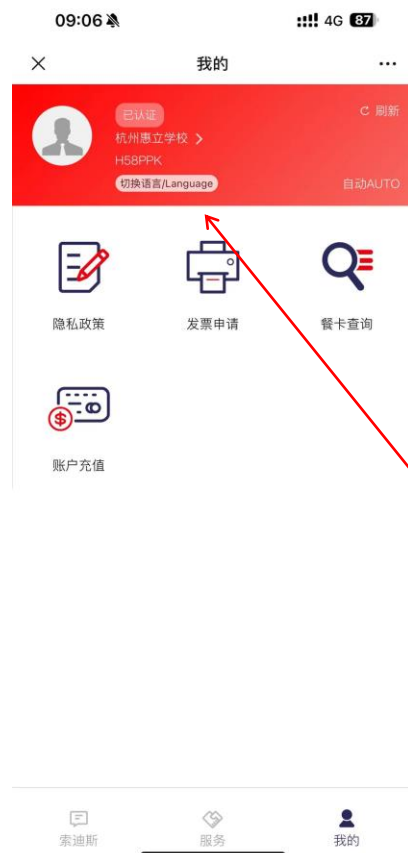 09:06
4G 87
我的
已认证
刷新
杭州惠立学校
H58PPK
切换语言/Language
自动AUTO
隐私政策
发票申请
餐卡查询
账户充值
索迪斯
服务
我的